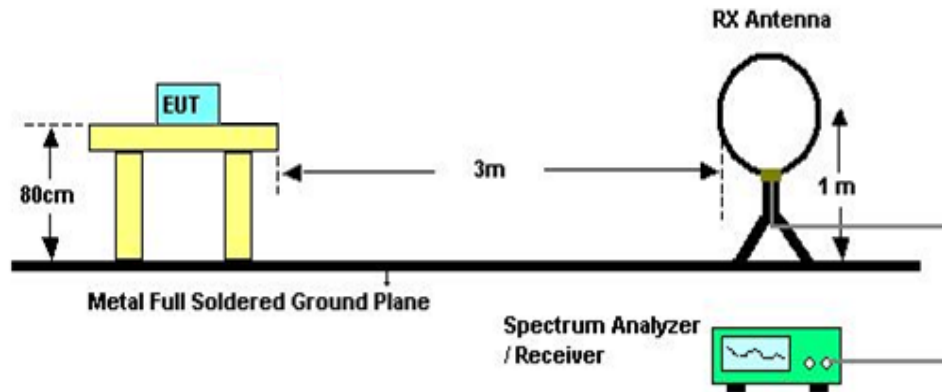 RX Antenna
EUT
80cm
3m
1 m
Metal Full Soldered Ground Plane
Spectrum Analyzer
/ Receiver